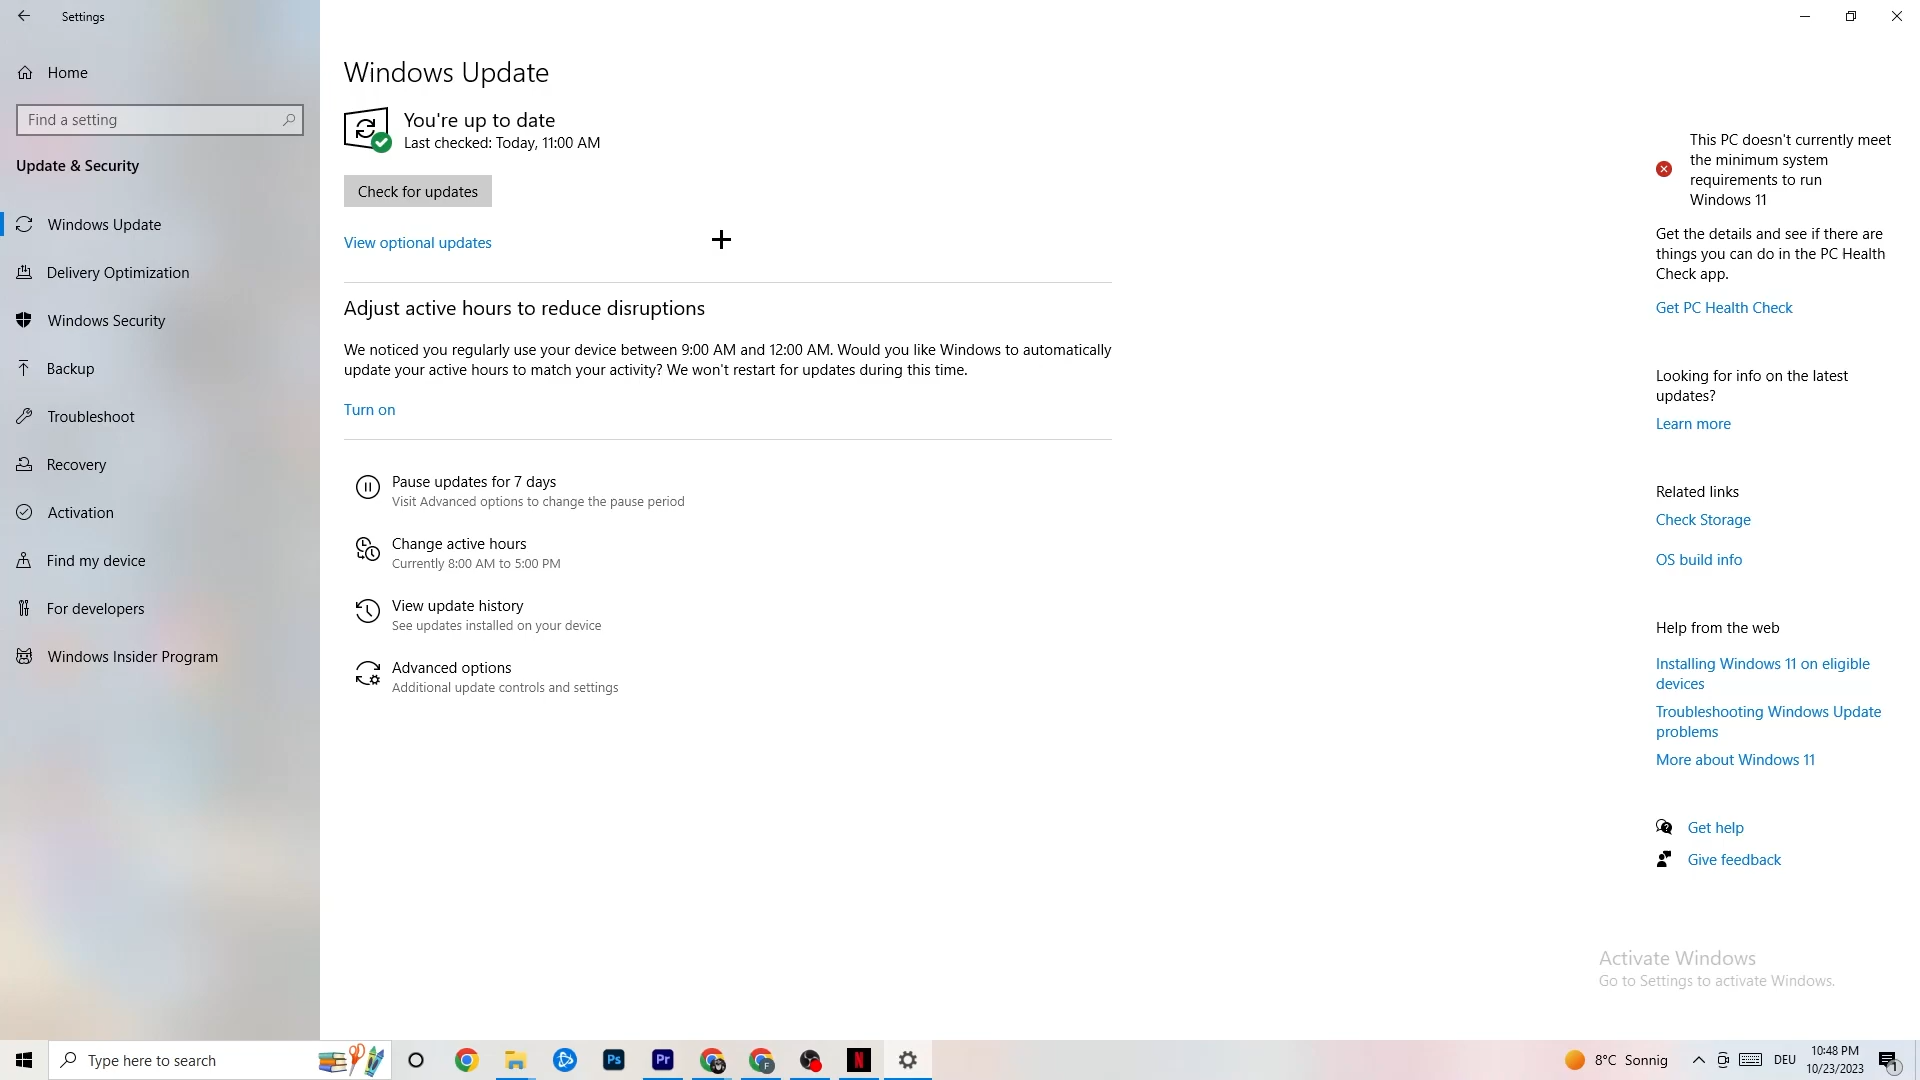 Settings
Home
Find a setting
Update & Security
Windows Update
Delivery Optimization
Windows Security
Backup
Troubleshoot
Recovery
Activation
Find my device
For developers
Windows Insider Program
Windows Update
You're up to date
Last checked: Today, 11:00 AM
Check for updates
View optional updates
Adjust active hours to reduce disruptions
We noticed you regularly use your device between 9:00 AM and 12:00 AM. Would you like Windows to automatically
update your active hours to match your activity? We won't restart for updates during this time.
Turn on
Pause updates for 7 days
Visit Advanced options to change the pause period
Change active hours
Currently 8:00 AM to 5:00 PM
View update history
See updates installed on your device
Advanced options
Additional update controls and settings
This PC doesn't currently meet
the minimum system
requirements to run
Windows 11
Get the details and see if there are
things you can do in the PC Health
Check app.
Get PC Health Check
Looking for info on the latest
updates?
Learn more
Related links
Check Storage
OS build info
Help from the web
Installing Windows 11 on eligible
devices
Troubleshooting Windows Update
problems
More about Windows 11
Get help
Give feedback
Activate Windows
Go to Settings to activate Windows.
Type here to search
Ps
Pr
F
N
8°C Sonnig
DEU
10:48 PM
10/23/2023
1